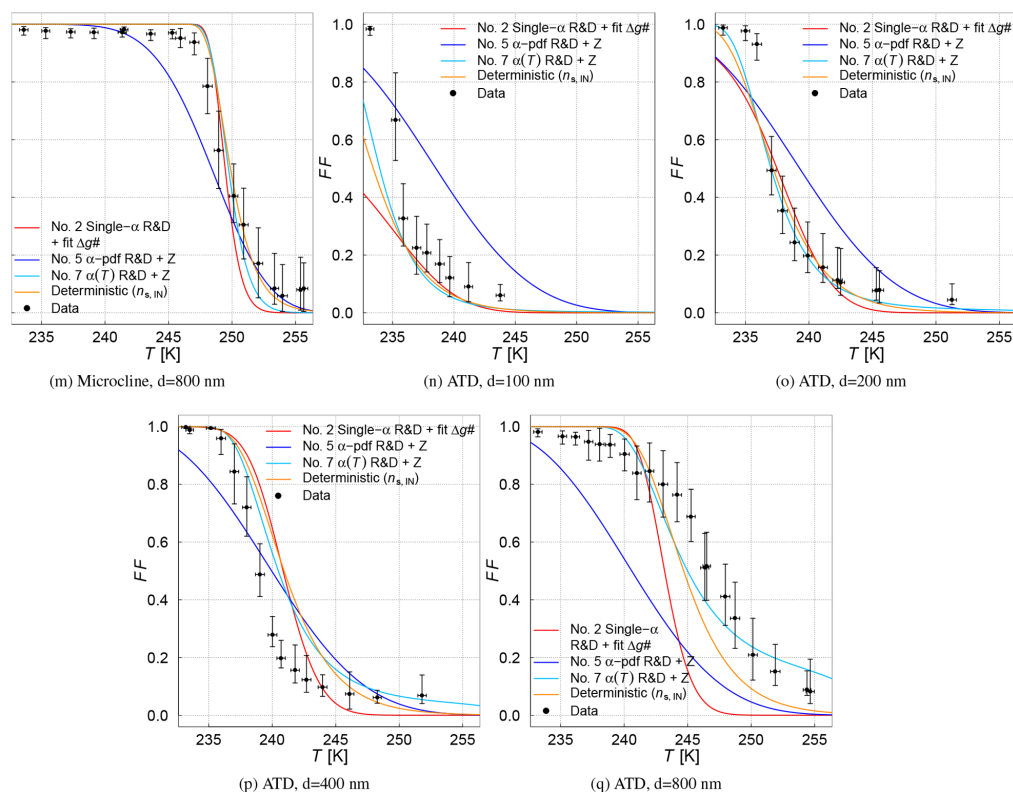 No. 2 Single-α R&D
+ fit Δg#
No. 5 α-pdf R&D + Z
No. 7 α(T) R&D + Z
Deterministic (n_s, IN)
Data
235 240 245 250 255
T [K]
(m) Microcline, d=800 nm
FF
1.0
0.8
0.6
0.4
0.2
0.0
No. 2 Single-α R&D + fit Δg#
No. 5 α-pdf R&D + Z
No. 7 α(T) R&D + Z
Deterministic (n_s, IN)
Data
235 240 245 250 255
T [K]
(n) ATD, d=100 nm
FF
1.0
0.8
0.6
0.4
0.2
0.0
No. 2 Single-α R&D + fit Δg#
No. 5 α-pdf R&D + Z
No. 7 α(T) R&D + Z
Deterministic (n_s, IN)
Data
235 240 245 250 255
T [K]
(o) ATD, d=200 nm
FF
1.0
0.8
0.6
0.4
0.2
0.0
No. 2 Single-α R&D + fit Δg#
No. 5 α-pdf R&D + Z
No. 7 α(T) R&D + Z
Deterministic (n_s, IN)
Data
235 240 245 250 255
T [K]
(p) ATD, d=400 nm
FF
1.0
0.8
0.6
0.4
0.2
0.0
No. 2 Single-α
R&D + fit Δg#
No. 5 α-pdf R&D + Z
No. 7 α(T) R&D + Z
Deterministic (n_s, IN)
Data
235 240 245 250 255
T [K]
(q) ATD, d=800 nm